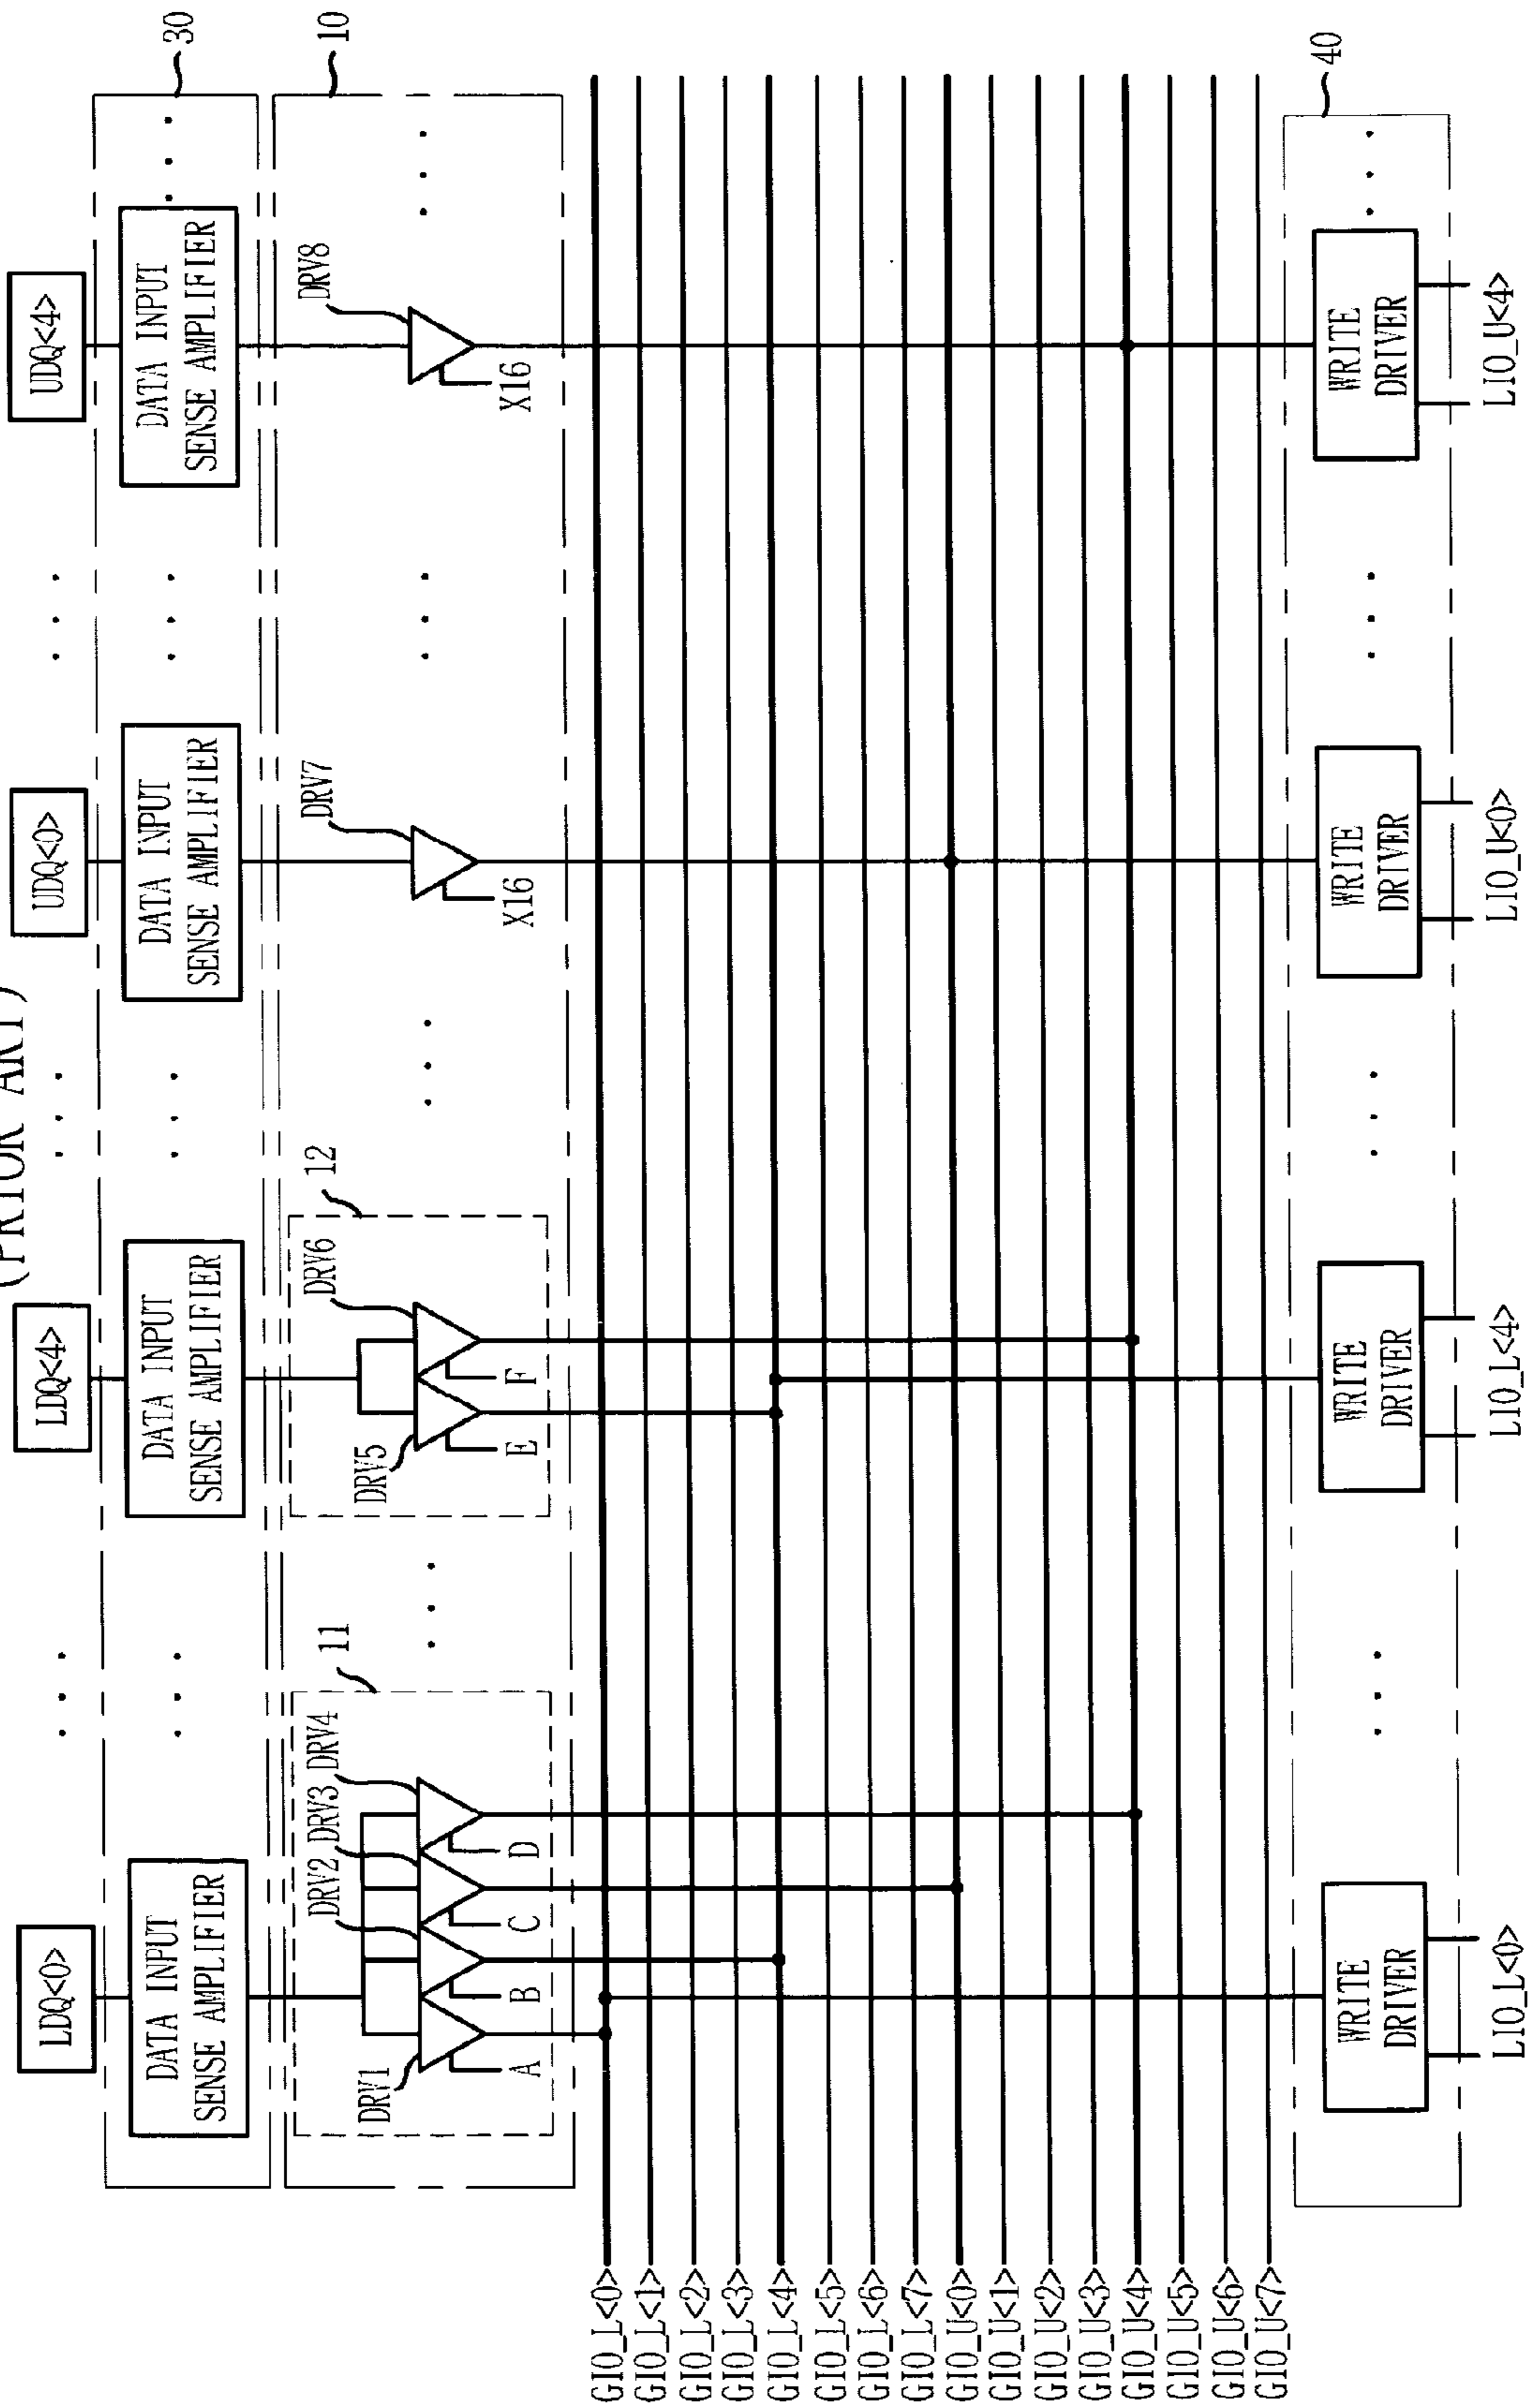 (PRIOR ART)
LDQ<0>
LDQ<4>
UDQ<0>
UDQ<4>
DATA INPUT
SENSE AMPLIFIER
DATA INPUT
SENSE AMPLIFIER
DATA INPUT
SENSE AMPLIFIER
DATA INPUT
SENSE AMPLIFIER
30
11
12
10
DRV1
DRV2
DRV3
DRV4
DRV5
DRV6
DRV7
DRV8
A
B
C
D
E
F
X16
X16
GIO_L<0>
GIO_L<1>
GIO_L<2>
GIO_L<3>
GIO_L<4>
GIO_L<5>
GIO_L<6>
GIO_L<7>
GIO_U<0>
GIO_U<1>
GIO_U<2>
GIO_U<3>
GIO_U<4>
GIO_U<5>
GIO_U<6>
GIO_U<7>
40
WRITE
DRIVER
WRITE
DRIVER
WRITE
DRIVER
WRITE
DRIVER
LIO_L<0>
LIO_L<4>
LIO_U<0>
LIO_U<4>